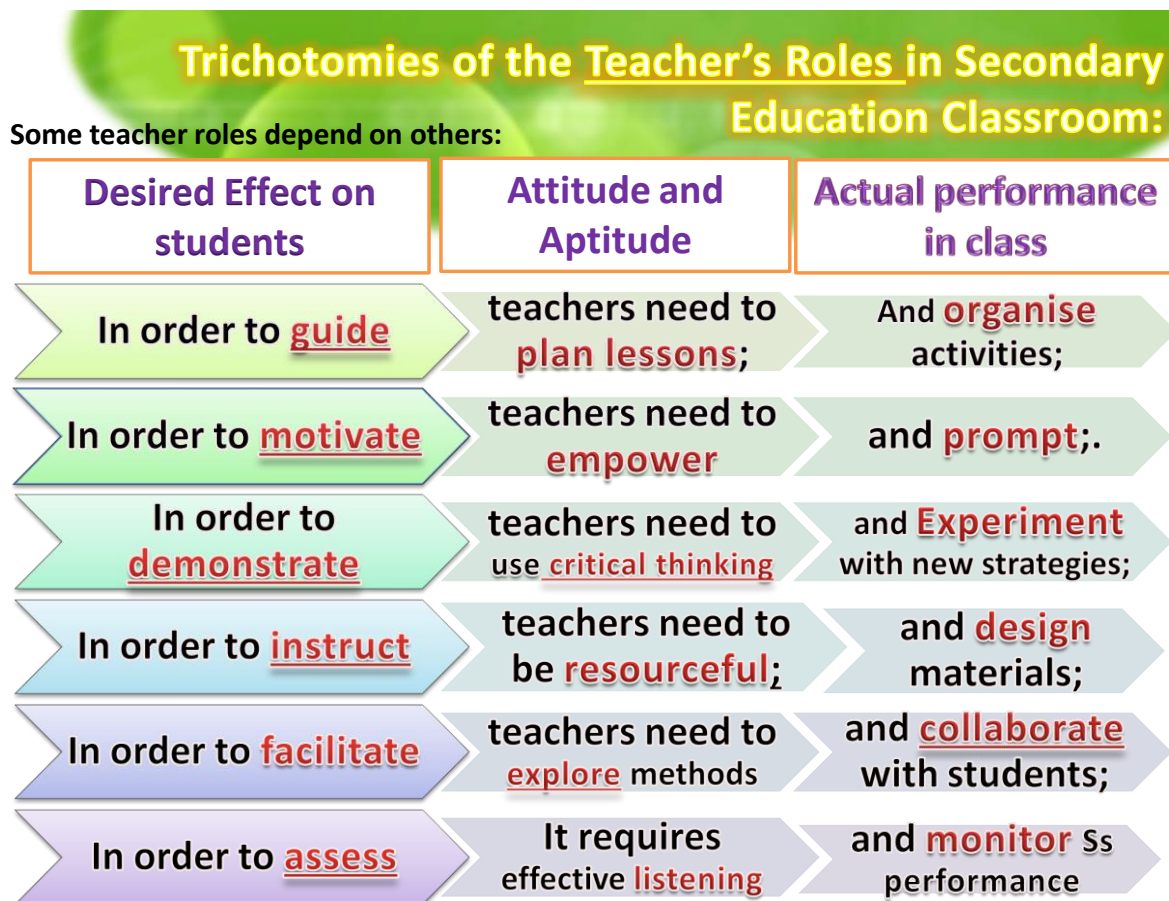 Trichotomies of the Teacher's Roles in Secondary
Education Classroom:
Some teacher roles depend on others:
Desired Effect on
students
Attitude and
Aptitude
Actual performance
in class
In order to guide
teachers need to
plan lessons;
And organise
activities;
In order to motivate
teachers need to
empower
and prompt;.
In order to
demonstrate
teachers need to
use critical thinking
and Experiment
with new strategies;
In order to instruct
teachers need to
be resourceful;
and design
materials;
In order to facilitate
teachers need to
explore methods
and collaborate
with students;
In order to assess
It requires
effective listening
and monitor Ss
performance